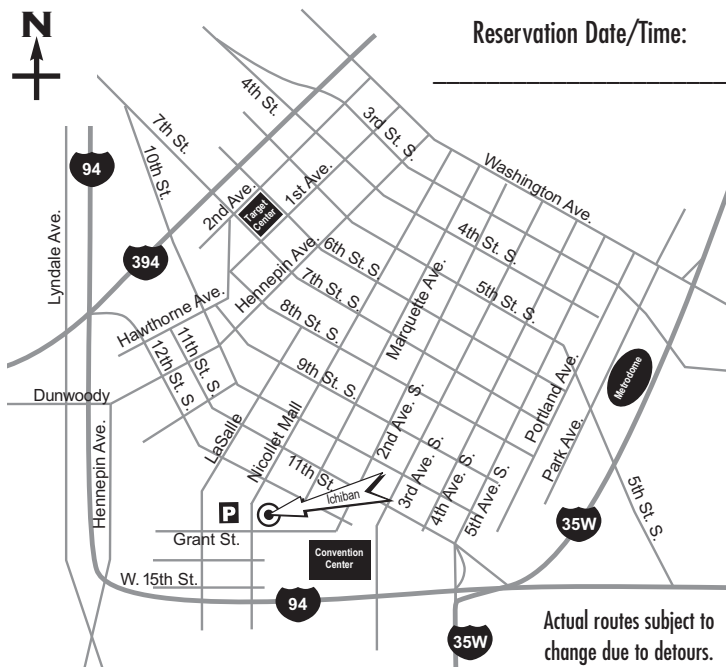 N
Reservation Date/Time:
4th St.
3rd St. S.
7th St.
10th St.
Washington Ave.
94
2nd Ave.
1st Ave.
Target
Center
Lyndale Ave.
394
Hennepin Ave.
6th St. S
4th St. S.
7th St. S.
5th St. S.
Marquette Ave.
Hawthorne Ave.
8th St. S.
11th St. S.
12th St. S.
9th St. S.
Metrodome
Portland Ave.
Park Ave.
Dunwoody
LaSalle
Nicollet Mall
2nd Ave. S.
Hennepin Ave.
11th St.
Ichiban
3rd Ave. S.
4th Ave. S.
5th Ave. S.
5th St. S.
P
Grant St.
35W
Convention
Center
W. 15th St.
94
35W
Actual routes subject to
change due to detours.